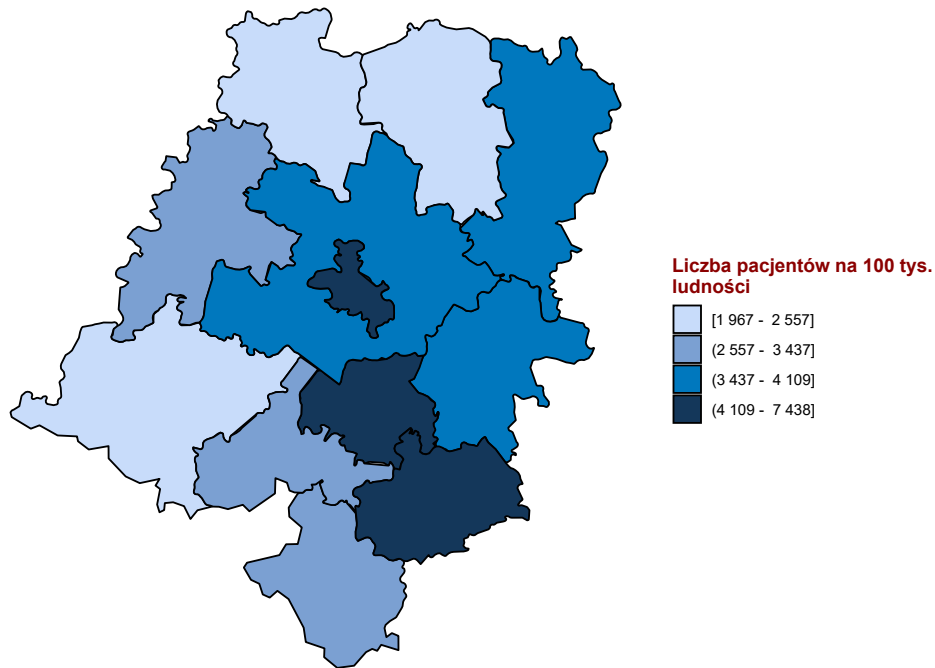 Liczba pacjentów na 100 tys.
ludności
[1 967 - 2 557]
(2 557 - 3 437]
(3 437 - 4 109]
(4 109 - 7 438]